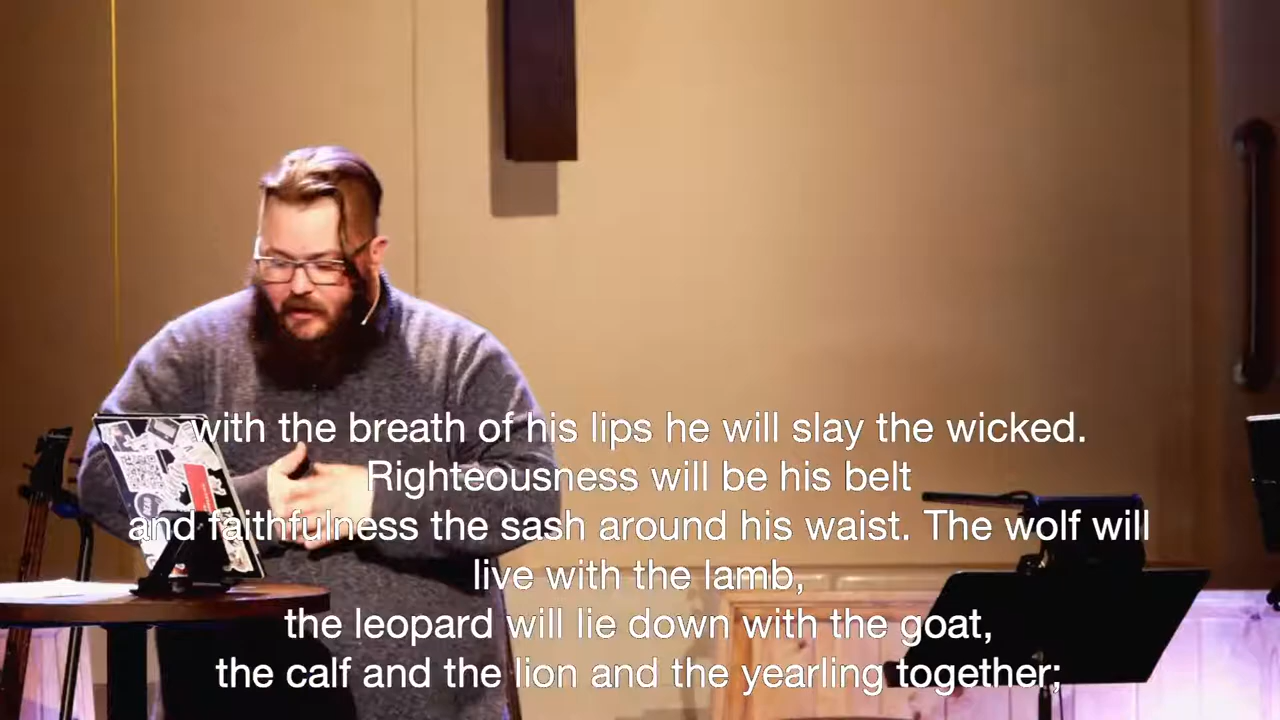 with the breath of his lips he will slay the wicked.
Righteousness will be his belt
and faithfulness the sash around his waist. The wolf will
live with the lamb,
the leopard will lie down with the goat,
the calf and the lion and the yearling together;